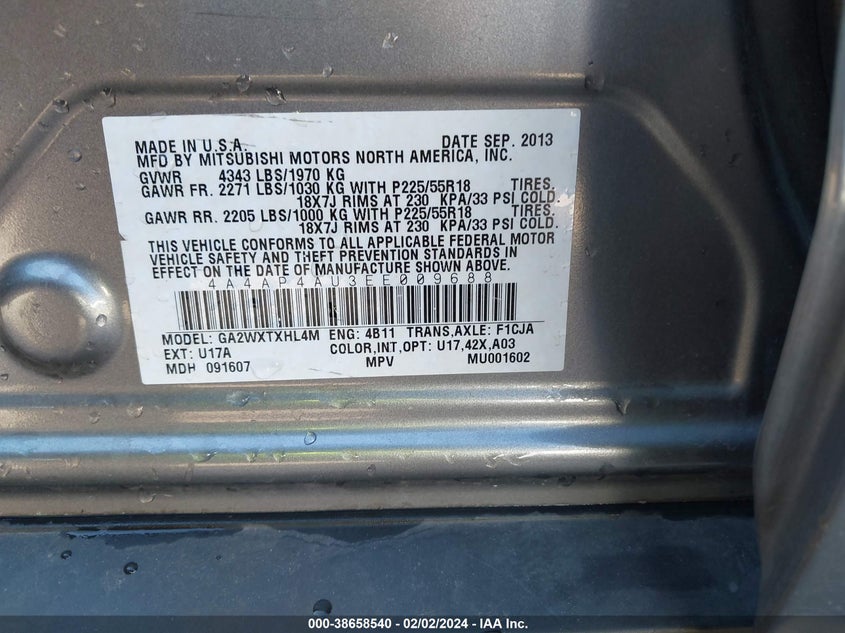 MADE IN U.S.A. DATE SEP. 2013
MFD BY MITSUBISHI MOTORS NORTH AMERICA, INC.
GVWR 4343 LBS/1970 KG
GAWR FR. 2271 LBS/1030 KG WITH P225/55R18 TIRES.
18X7J RIMS AT 230 KPA/33 PSI COLD.
GAWR RR. 2205 LBS/1000 KG WITH P225/55R18 TIRES.
18X7J RIMS AT 230 KPA/33 PSI COLD.
THIS VEHICLE CONFORMS TO ALL APPLICABLE FEDERAL MOTOR
VEHICLE SAFETY AND THEFT PREVENTION STANDARDS IN
EFFECT ON THE DATE OF MANUFACTURE SHOWN ABOVE.
4A4AP4AU3EE009688
MODEL: GA2WXTXHL4M ENG: 4B11 TRANS,AXLE: F1CJA
EXT: U17A COLOR,INT,OPT: U17,42X,A03
MDH 091607 MPV MU001602
000-38658540 - 02/02/2024 - IAA Inc.